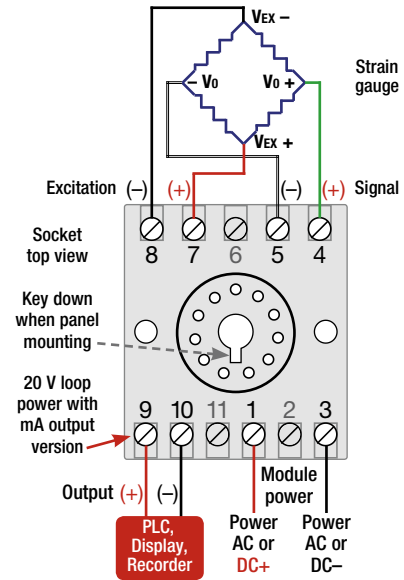 VEX –
– VO
VO +
Strain
gauge
VEX +
Excitation (–) (+) (–) (+) Signal
Socket
top view
8 7 6 5 4
Key down
when panel
mounting
20 V loop
power with
mA output
version
9 10 11 1 2 3
Output (+) (–)
Module
power
PLC,
Display,
Recorder
Power
AC or
DC+
Power
AC or
DC–